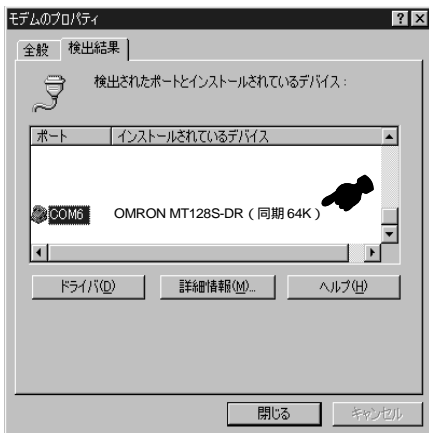 モデムのプロパティ
全般 検出結果
検出されたポートとインストールされているデバイス :
ポート インストールされているデバイス
COM6 OMRON MT128S-DR ( 同期 64K )
ドライバ(D) 詳細情報(M)... ヘルプ(H)
閉じる キャンセル